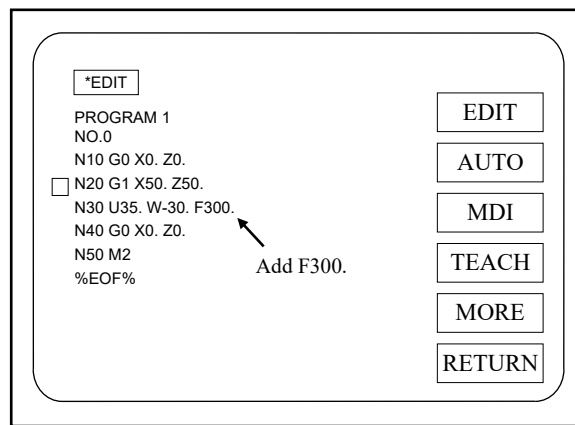 *EDIT
PROGRAM 1
NO.0
N10 G0 X0. Z0.
N20 G1 X50. Z50.
N30 U35. W-30. F300.
N40 G0 X0. Z0.
N50 M2
%EOF%
Add F300.
EDIT
AUTO
MDI
TEACH
MORE
RETURN